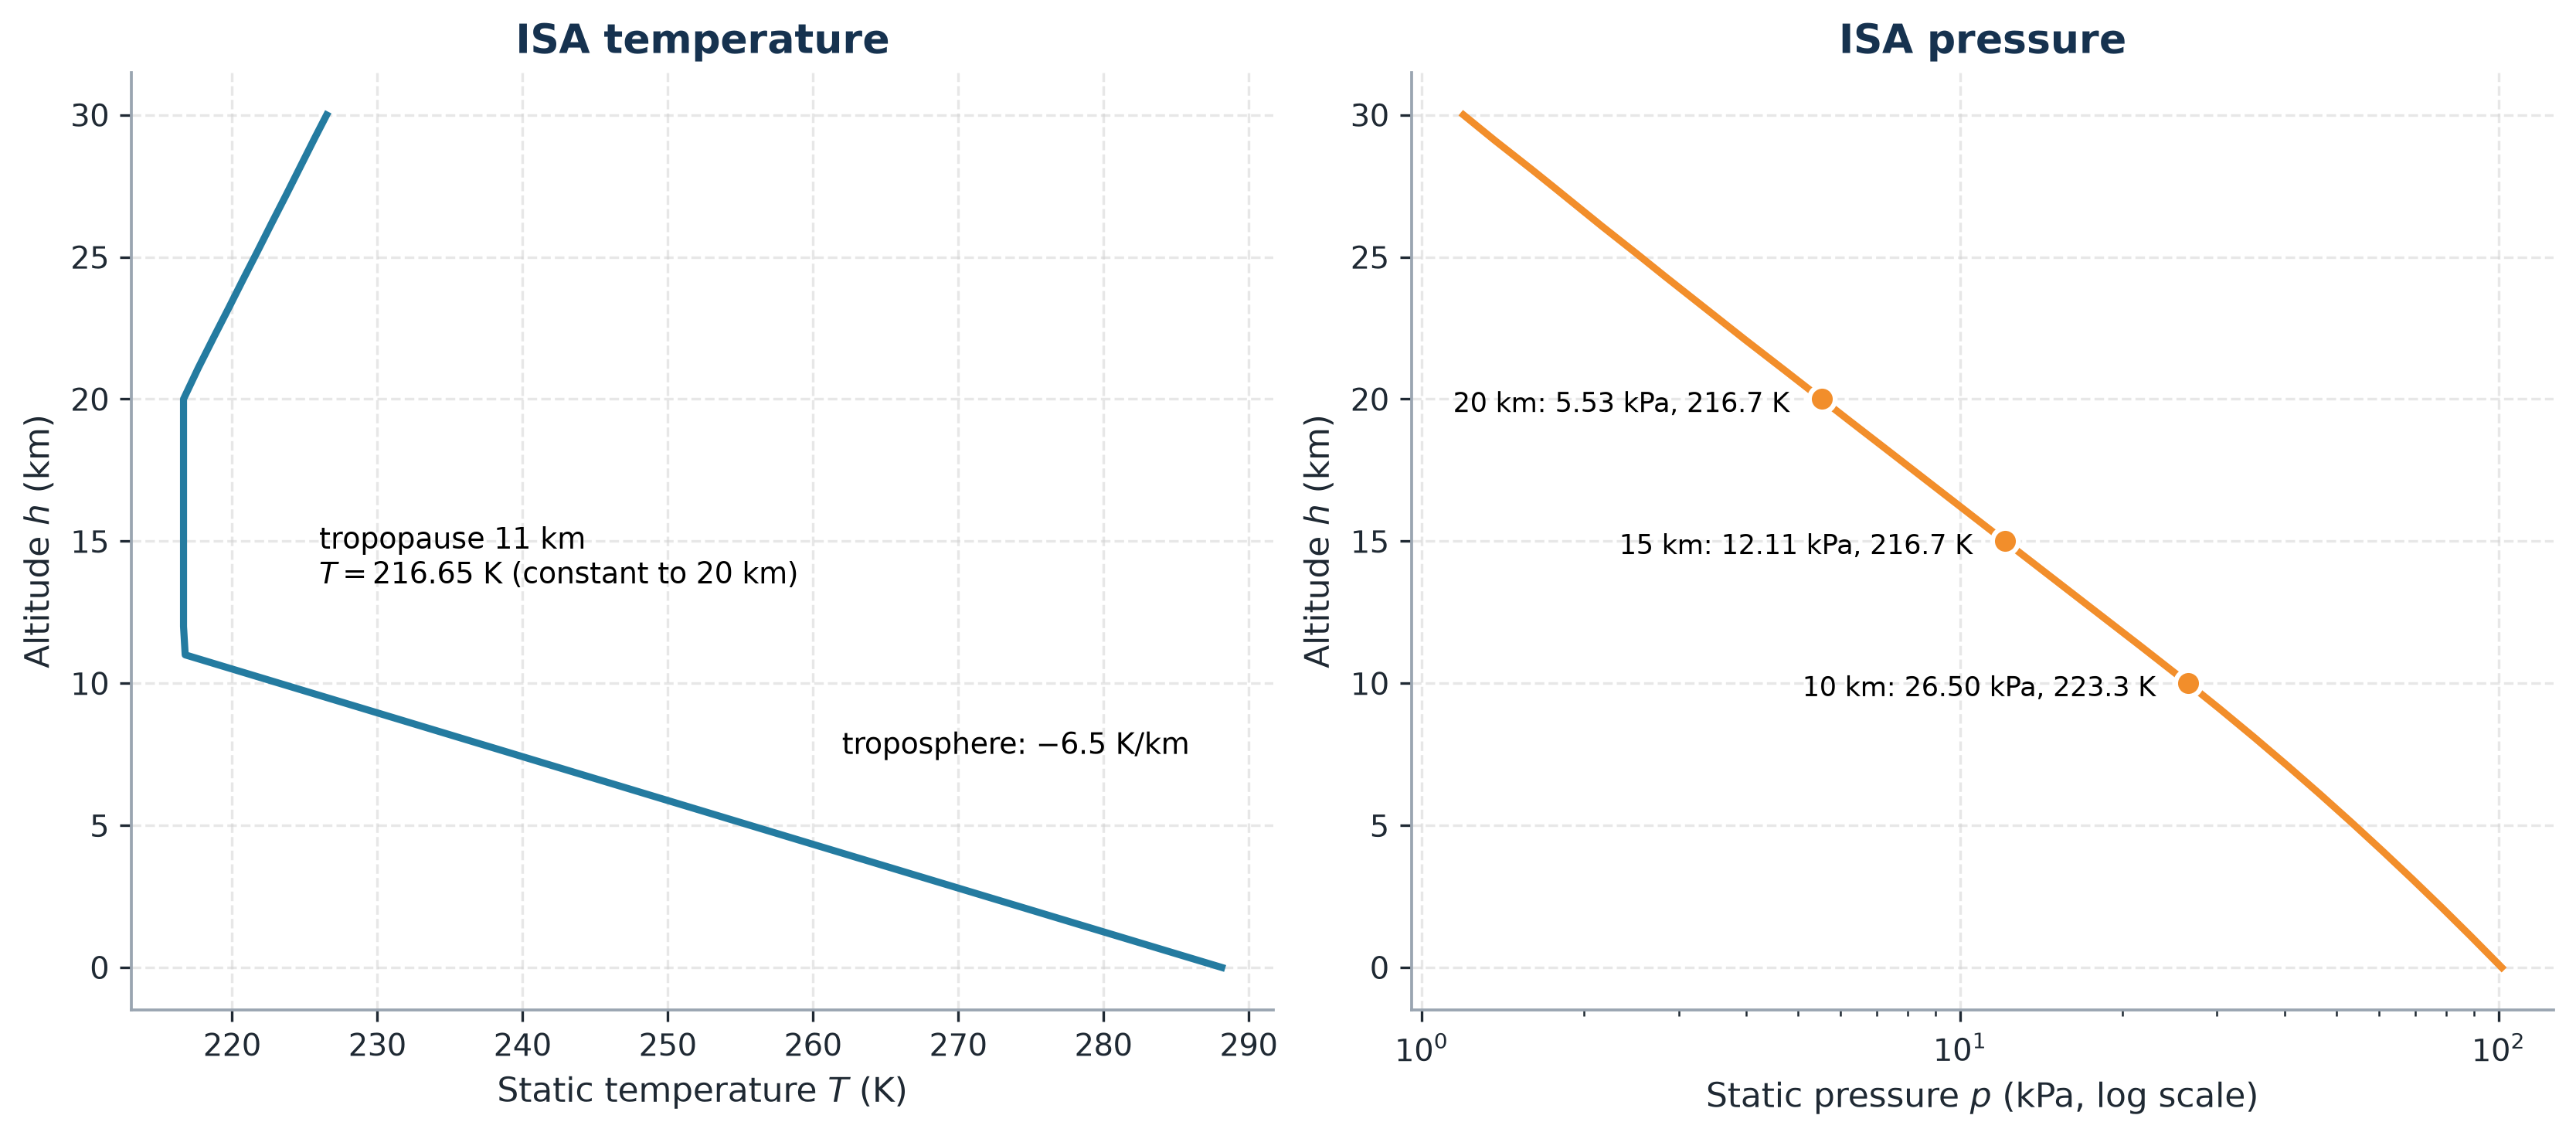 ISA temperature
30
25
20
15
10
5
0
Altitude h (km)
tropopause 11 km
T = 216.65 K (constant to 20 km)
troposphere: −6.5 K/km
220 230 240 250 260 270 280 290
Static temperature T (K)
ISA pressure
30
25
20
15
10
5
0
Altitude h (km)
20 km: 5.53 kPa, 216.7 K
15 km: 12.11 kPa, 216.7 K
10 km: 26.50 kPa, 223.3 K
10⁰ 10¹ 10²
Static pressure p (kPa, log scale)